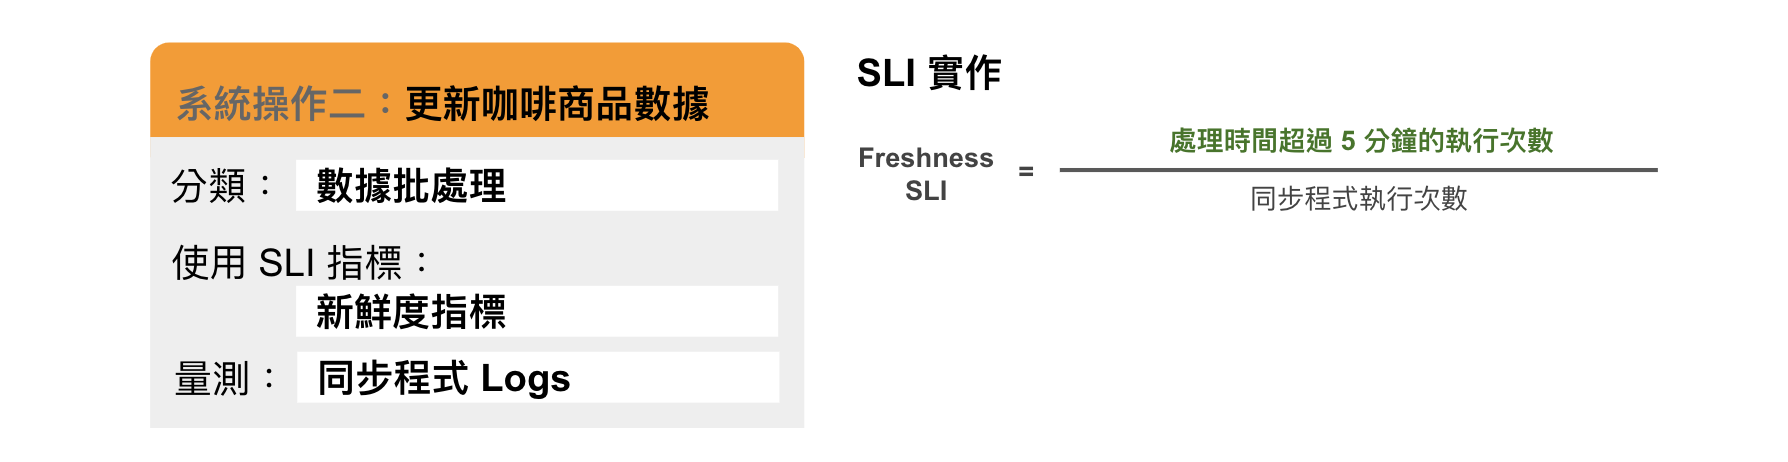 系統操作二：更新咖啡商品數據
分類：
數據批處理
使用 SLI 指標：
新鮮度指標
量測：
同步程式 Logs
SLI 實作
Freshness
SLI
=
處理時間超過 5 分鐘的執行次數
同步程式執行次數